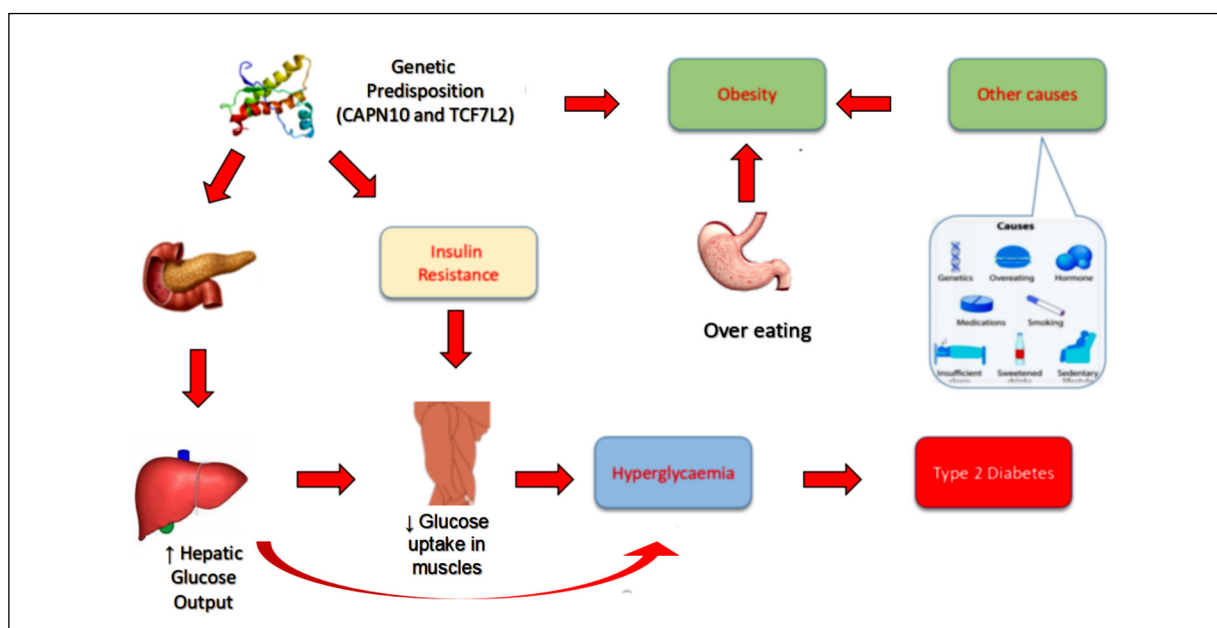 Genetic
Predisposition
(CAPN10 and TCF7L2)
Obesity
Other causes
Insulin
Resistance
Over eating
Causes
Genetics Overeating Hormone
Medications Smoking
Insufficient Sweetened Sedentary
↓ Glucose
uptake in
muscles
Hyperglycaemia
Type 2 Diabetes
↑ Hepatic
Glucose
Output